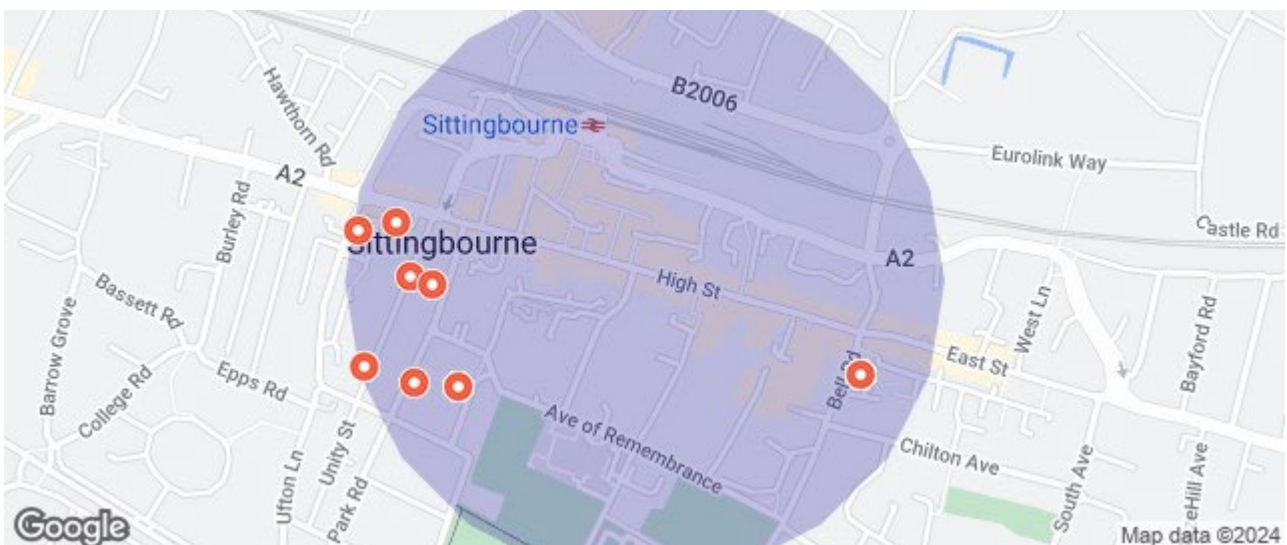 B2006
Hawthorn Rd
Sittingbourne
Eurolink Way
A2
Burley Rd
Castle Rd
Sittingbourne
A2
High St
Bassett Rd
West Ln
Bayford Rd
Barrow Grove
East St
Epps Rd
Bell Rd
College Rd
Ave of Remembrance
Chilton Ave
Unity St
Ufton Ln
Park Rd
South Ave
eHill Ave
Google
Map data ©2024